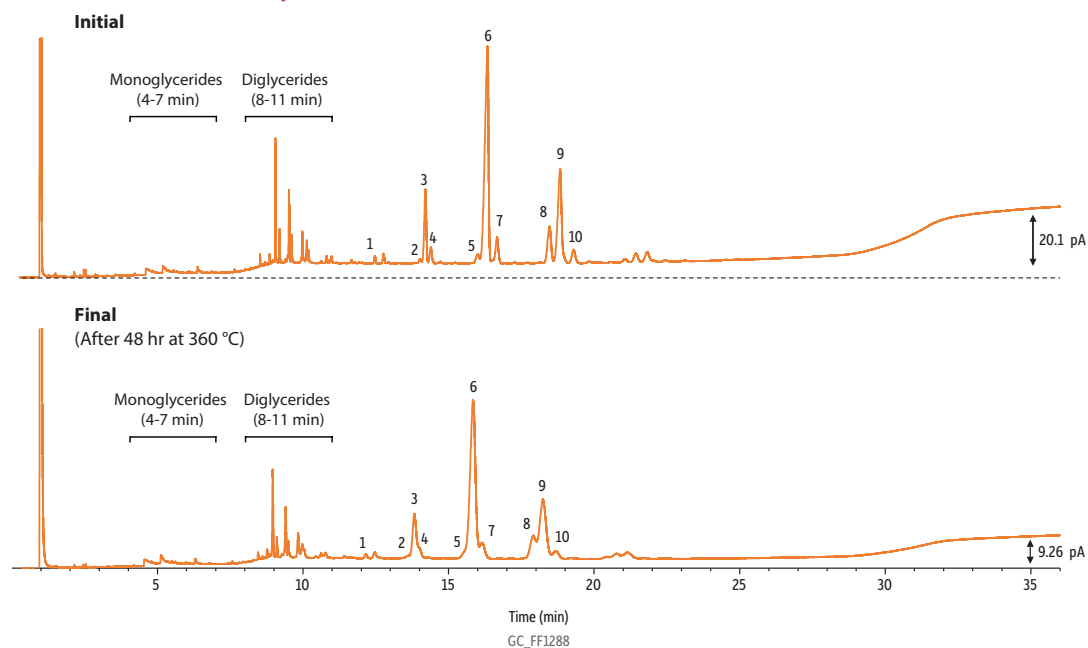 Initial
Monoglycerides
(4-7 min)
Diglycerides
(8-11 min)
1
2
3
4
5
6
7
8
9
10
20.1 pA
Final
(After 48 hr at 360 °C)
Monoglycerides
(4-7 min)
Diglycerides
(8-11 min)
1
2
3
4
5
6
7
8
9
10
9.26 pA
5 10 15 20 25 30 35
Time (min)
GC_FF1288